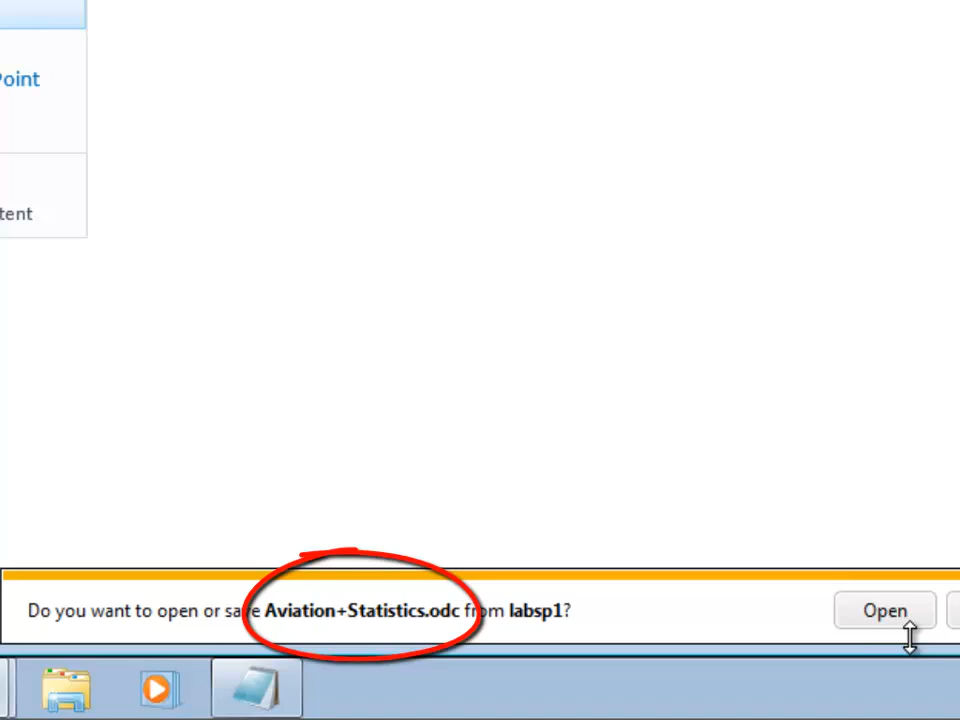 Point
tent
Do you want to open or save Aviation+Statistics.odc from labsp1?
Open